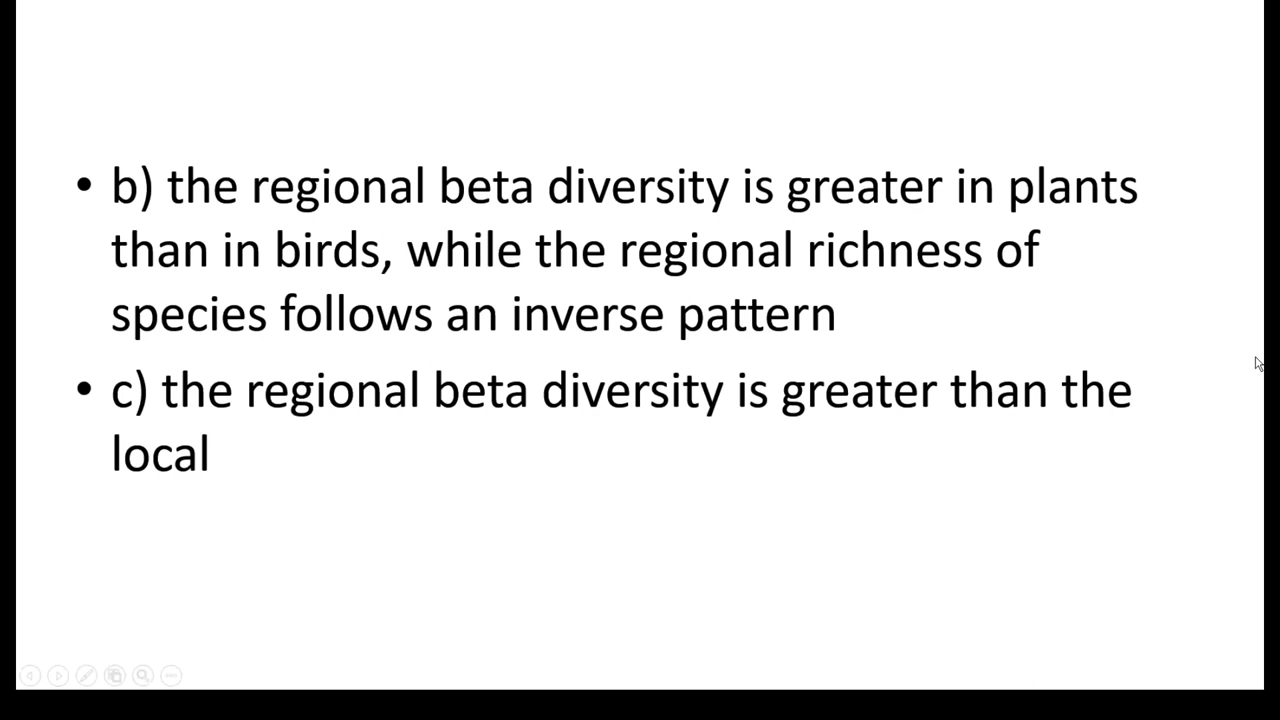 • b) the regional beta diversity is greater in plants
than in birds, while the regional richness of
species follows an inverse pattern
• c) the regional beta diversity is greater than the
local